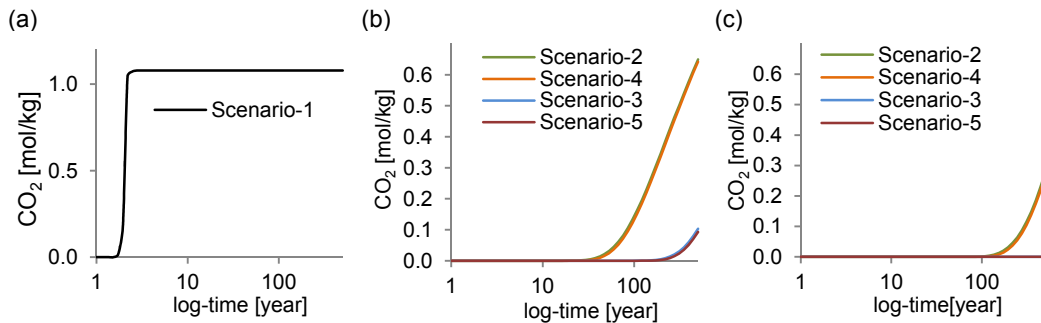 (a)
CO2 [mol/kg]
1.0
0.5
0.0
Scenario-1
1 10 100
log-time [year]
(b)
CO2 [mol/kg]
0.6
0.5
0.4
0.3
0.2
0.1
0.0
Scenario-2
Scenario-4
Scenario-3
Scenario-5
1 10 100
log-time [year]
(c)
CO2 [mol/kg]
0.6
0.5
0.4
0.3
0.2
0.1
0.0
Scenario-2
Scenario-4
Scenario-3
Scenario-5
1 10 100
log-time[year]